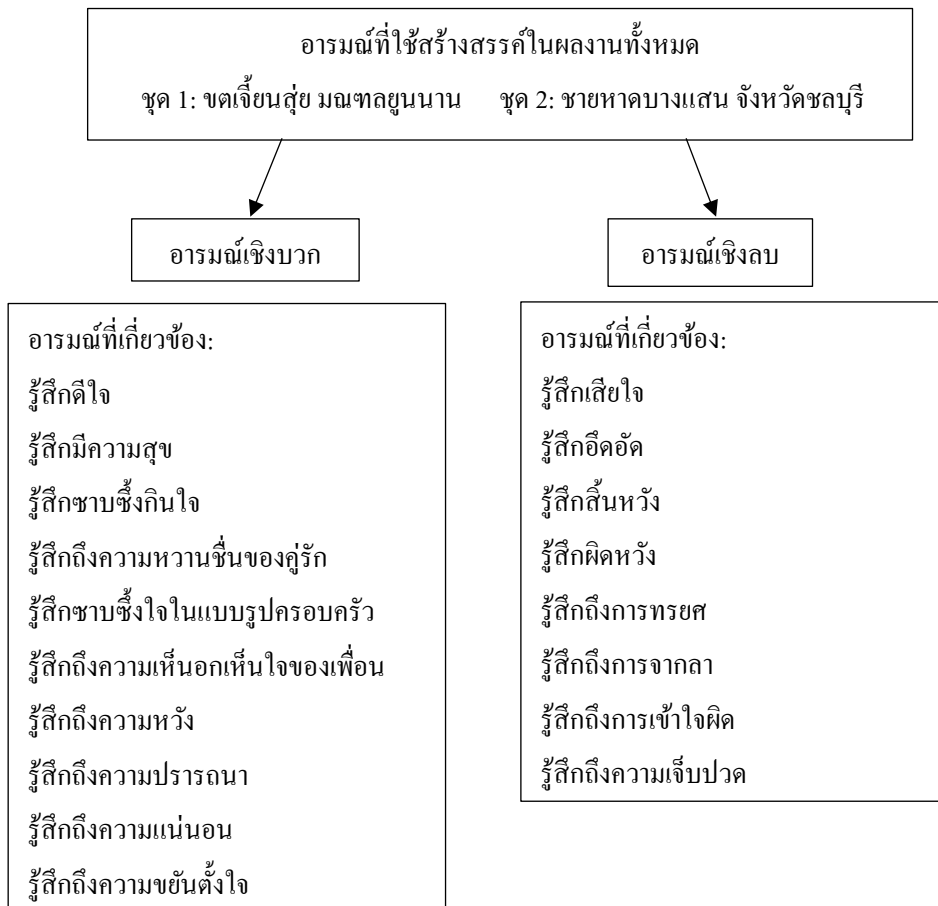 อารมณ์ที่ใช้สร้างสรรค์ในผลงานทั้งหมด
ชุด 1: ขตเจี้ยนสุ่ย มณฑลยูนนาน ชุด 2: ชายหาดบางแสน จังหวัดชลบุรี
อารมณ์เชิงบวก
อารมณ์เชิงลบ
อารมณ์ที่เกี่ยวข้อง:
รู้สึกดีใจ
รู้สึกมีความสุข
รู้สึกซาบซึ้งกินใจ
รู้สึกถึงความหวานชื่นของคู่รัก
รู้สึกซาบซึ้งใจในแบบรูปครอบครัว
รู้สึกถึงความเห็นอกเห็นใจของเพื่อน
รู้สึกถึงความหวัง
รู้สึกถึงความปรารถนา
รู้สึกถึงความแน่นอน
รู้สึกถึงความขยันตั้งใจ
อารมณ์ที่เกี่ยวข้อง:
รู้สึกเสียใจ
รู้สึกอึดอัด
รู้สึกสิ้นหวัง
รู้สึกผิดหวัง
รู้สึกถึงการทรยศ
รู้สึกถึงการจากลา
รู้สึกถึงการเข้าใจผิด
รู้สึกถึงความเจ็บปวด